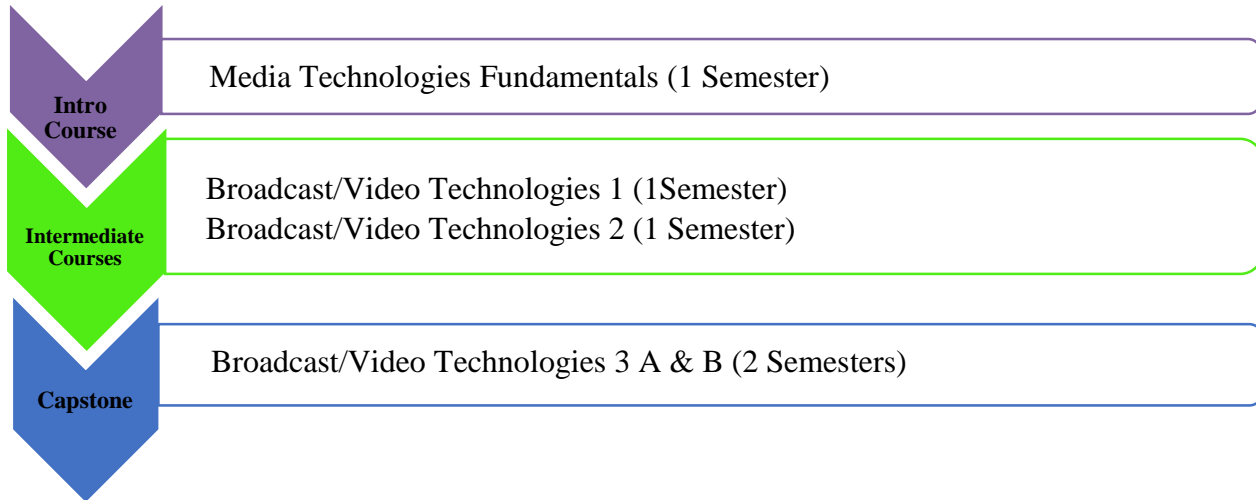 Intro
Course
Media Technologies Fundamentals (1 Semester)
Intermediate
Courses
Broadcast/Video Technologies 1 (1Semester)
Broadcast/Video Technologies 2 (1 Semester)
Capstone
Broadcast/Video Technologies 3 A & B (2 Semesters)